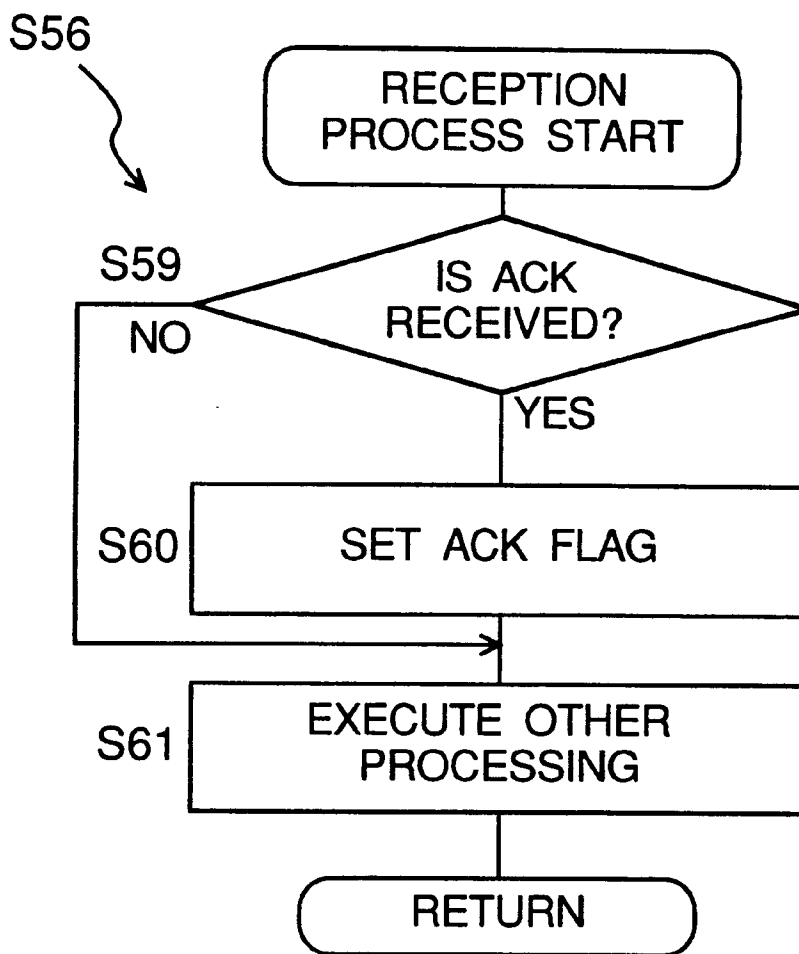 S56
RECEPTION
PROCESS START
S59
IS ACK
RECEIVED?
NO
YES
S60
SET ACK FLAG
S61
EXECUTE OTHER
PROCESSING
RETURN